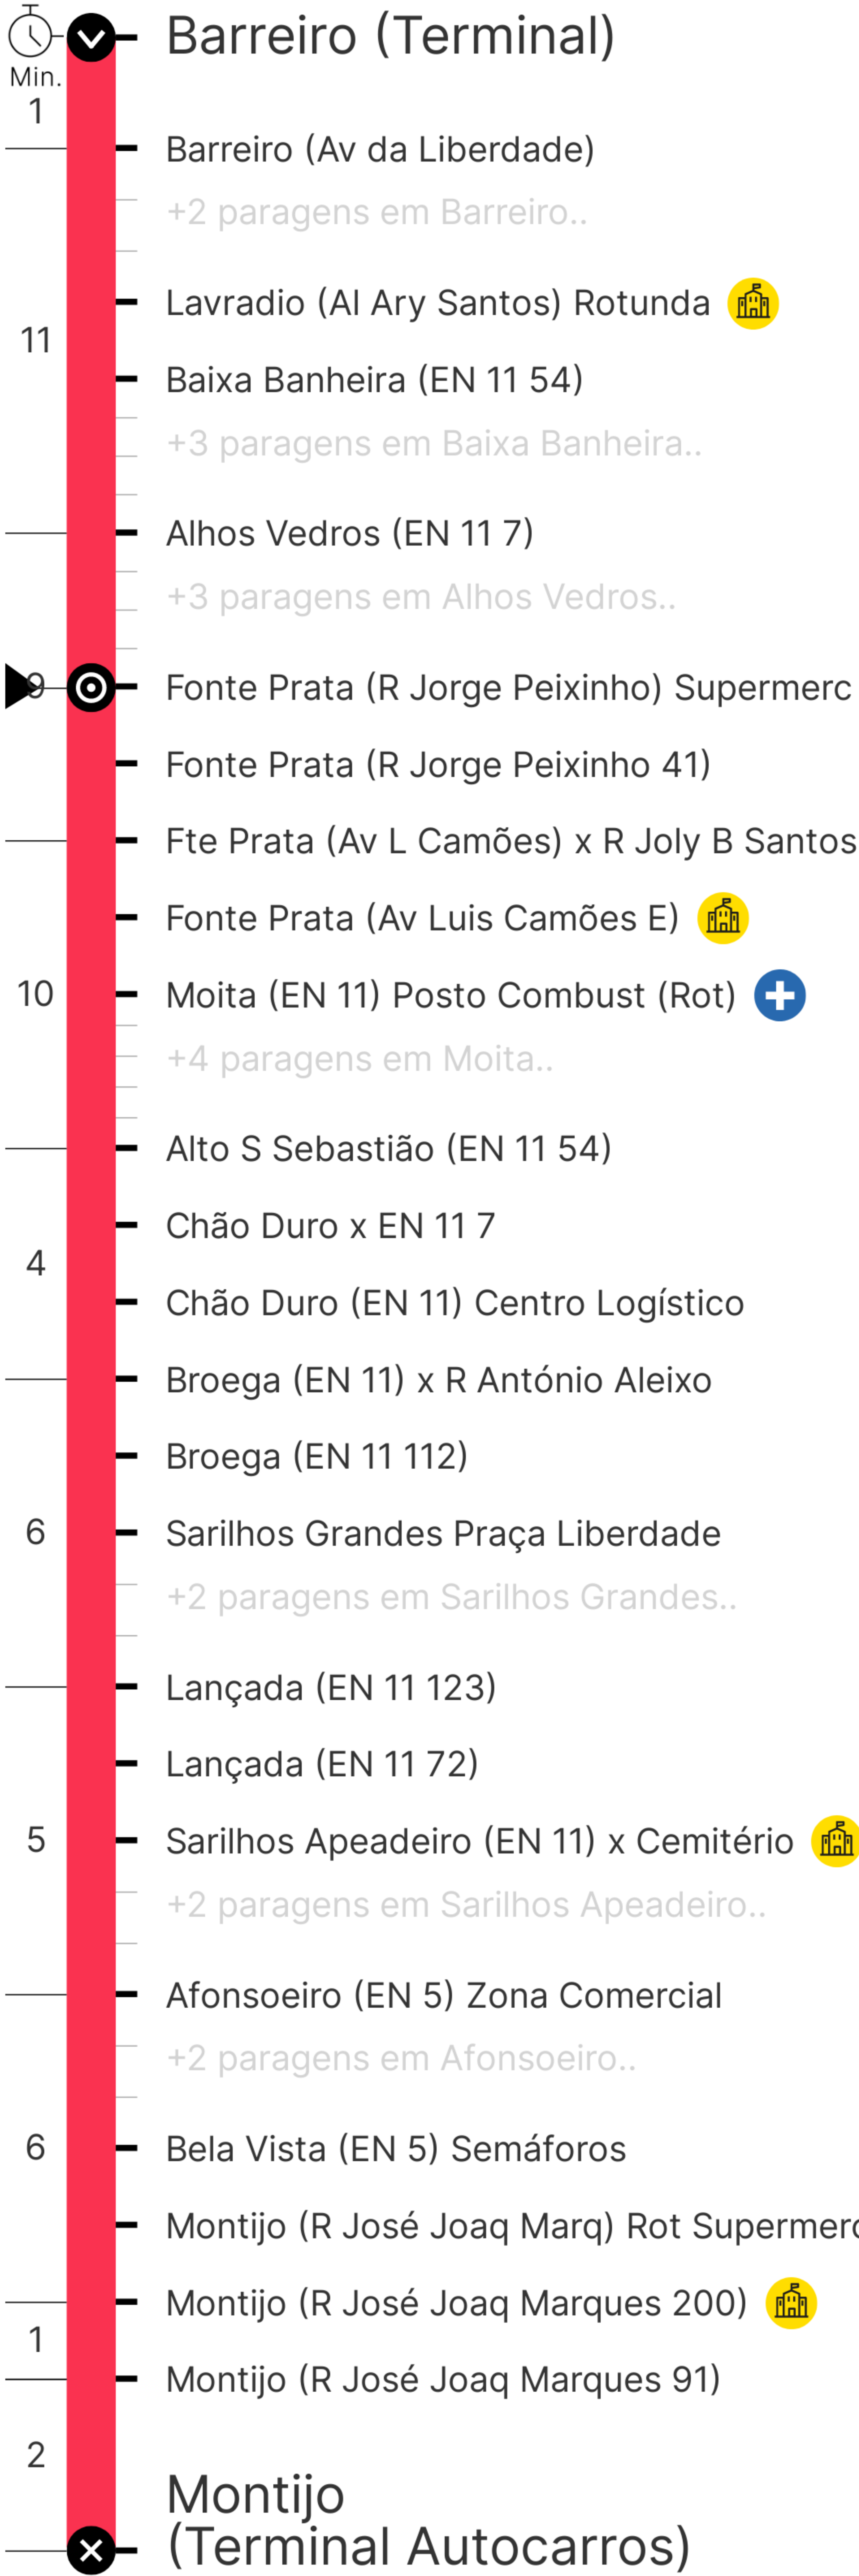 Barreiro (Terminal)
Min.
1
Barreiro (Av da Liberdade)
+2 paragens em Barreiro..
Lavradio (Al Ary Santos) Rotunda
11
Baixa Banheira (EN 11 54)
+3 paragens em Baixa Banheira..
Alhos Vedros (EN 11 7)
+3 paragens em Alhos Vedros..
9 Fonte Prata (R Jorge Peixinho) Supermerc
Fonte Prata (R Jorge Peixinho 41)
Fte Prata (Av L Camões) x R Joly B Santos
Fonte Prata (Av Luis Camões E)
10 Moita (EN 11) Posto Combust (Rot)
+4 paragens em Moita..
Alto S Sebastião (EN 11 54)
Chão Duro x EN 11 7
4
Chão Duro (EN 11) Centro Logístico
Broega (EN 11) x R António Aleixo
Broega (EN 11 112)
6 Sarilhos Grandes Praça Liberdade
+2 paragens em Sarilhos Grandes..
Lançada (EN 11 123)
Lançada (EN 11 72)
5 Sarilhos Apeadeiro (EN 11) x Cemitério
+2 paragens em Sarilhos Apeadeiro..
Afonsoeiro (EN 5) Zona Comercial
+2 paragens em Afonsoeiro..
6 Bela Vista (EN 5) Semáforos
Montijo (R José Joaq Marq) Rot Supermerc
Montijo (R José Joaq Marques 200)
1
Montijo (R José Joaq Marques 91)
2
Montijo
(Terminal Autocarros)